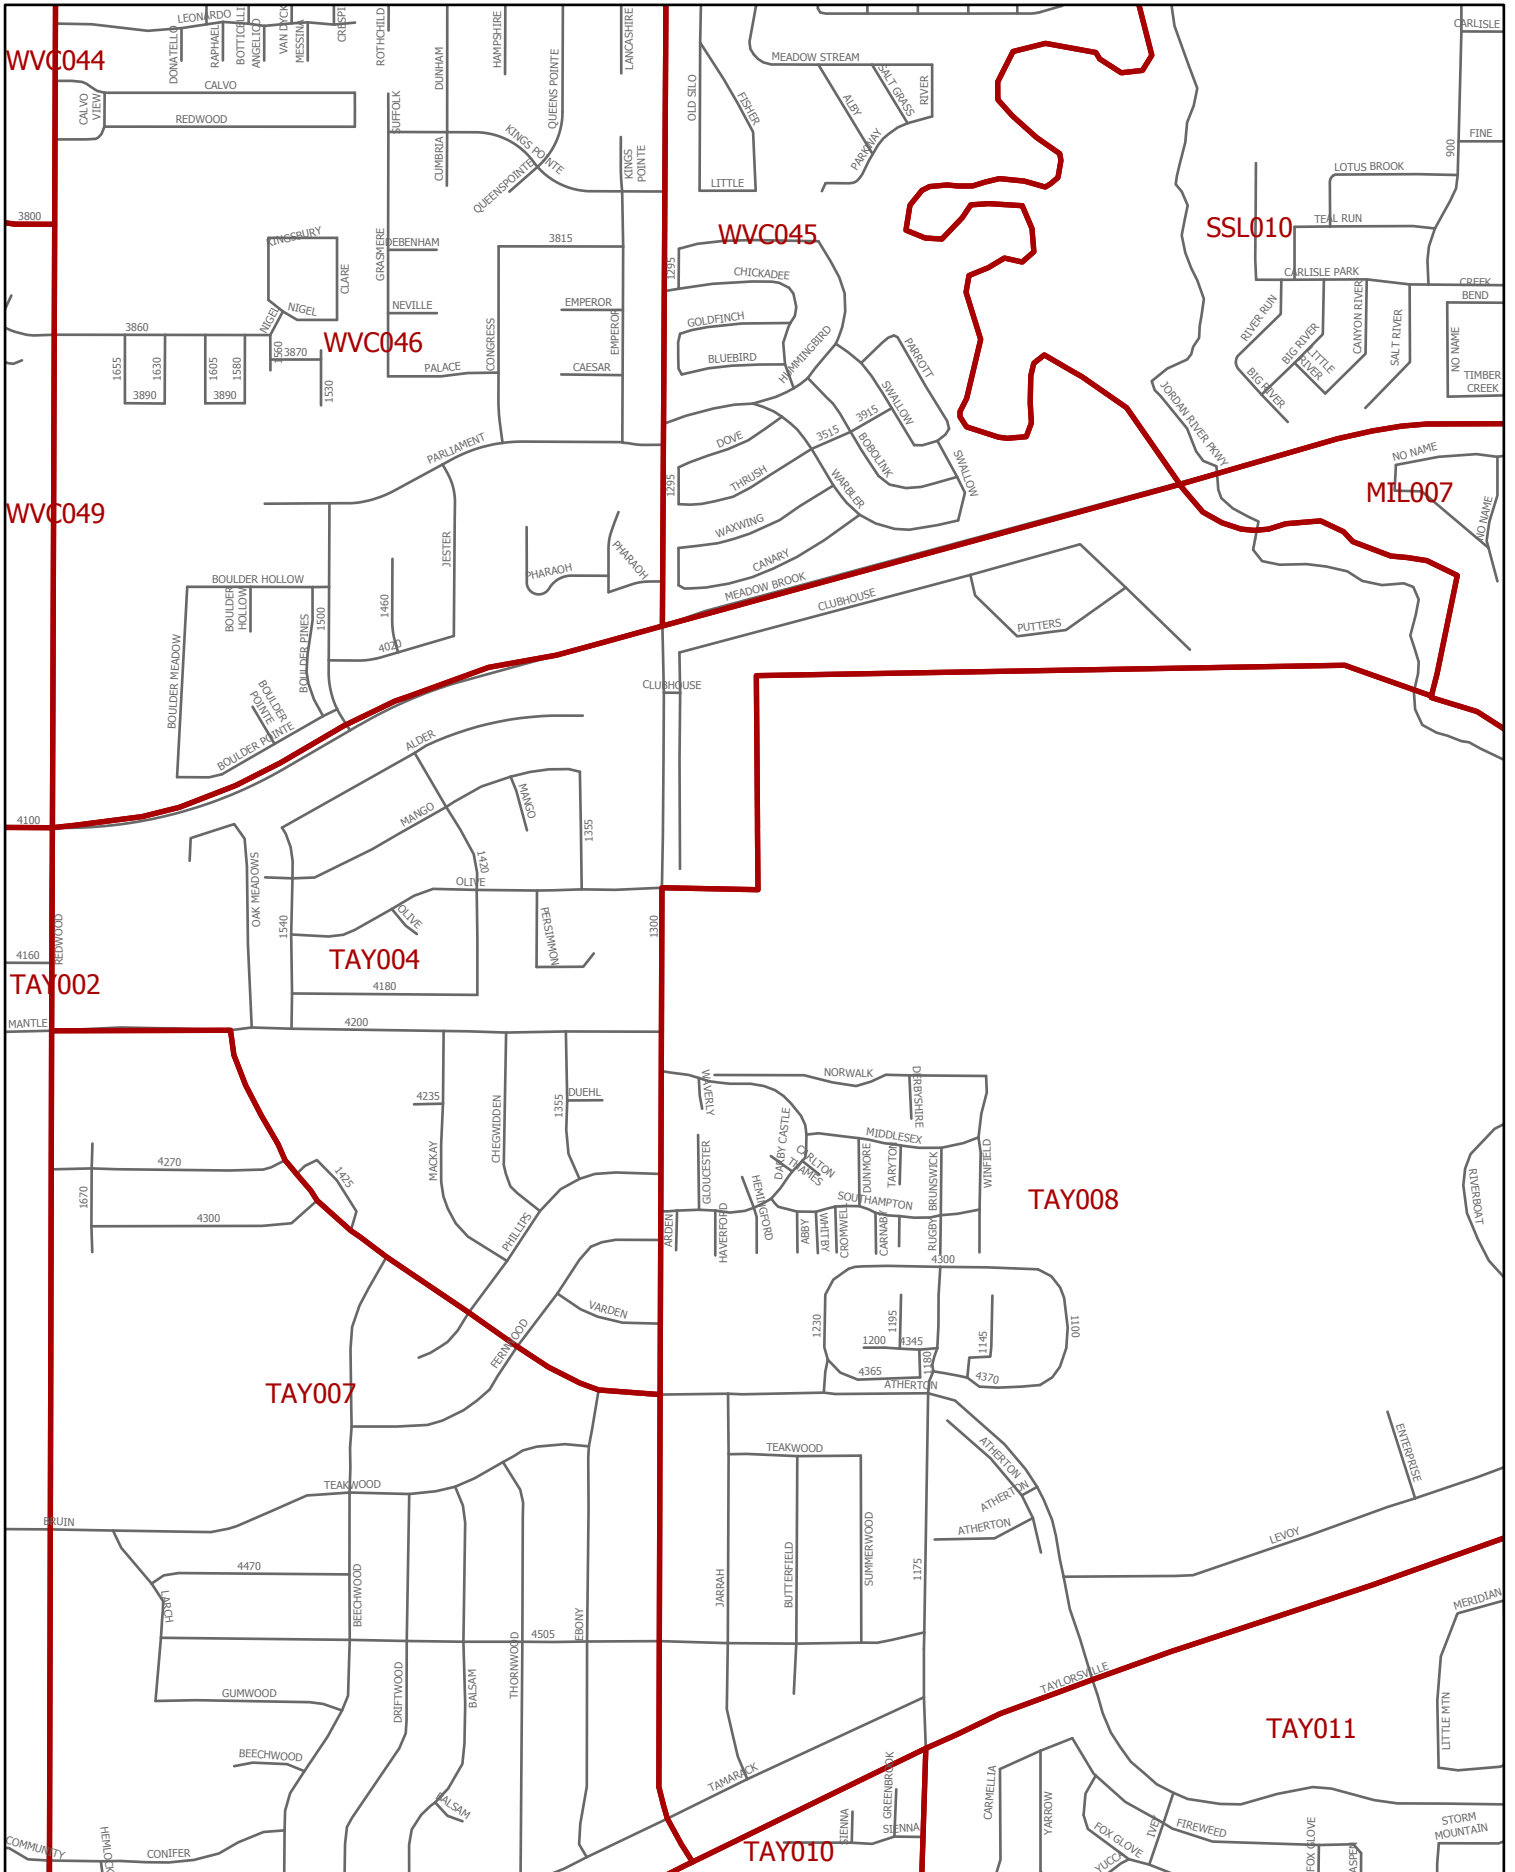 LEONARDO
DONATELLO
RAPHAEL
BOTTICELLI
ANGELICO
VAN DYCK
MESSINA
CRESPI
ROTHCHILD
DUNHAM
HAMPSHIRE
QUEENS POINTE
LANCASHIRE
CARLISLE
WVC044
MEADOW STREAM
CALVO
CALVO
VIEW
REDWOOD
SUFFOLK
CUMBRIA
KINGS POINTE
QUEENSPOINTE
KINGS
POINTE
OLD SILO
FISHER
ALBY
SALT GRASS
RIVER
PARKWAY
LITTLE
900
FINE
LOTUS BROOK
3800
KINGSBURY
CLARE
NIGEL
NIGEL
GRASMERE
DEBENHAM
3815
WVC045
SSL010
TEAL RUN
1295
CHICKADEE
CARLISLE PARK
CREEK
BEND
NEVILLE
EMPEROR
EMPEROR
GOLDFINCH
BLUEBIRD
HUMMINGBIRD
PARROTT
RIVER RUN
BIG RIVER
LITTLE
RIVER
BIG RIVER
CANYON RIVER
SALT RIVER
NO NAME
TIMBER
CREEK
3860
1655
1630
1605
1580
1560
3870
1530
3890
3890
WVC046
CONGRESS
PALACE
CAESAR
SWALLOW
JORDAN RIVER PKWY
PARLIAMENT
DOVE
3515
3915
BOBOLINK
SWALLOW
NO NAME
MIL007
NO NAME
1295
THRUSH
WARBLER
WAXWING
CANARY
WVC049
JESTER
PHARAOH
PHARAOH
BOULDER HOLLOW
BOULDER
HOLLOW
BOULDER PINES
1500
1460
4020
MEADOW BROOK
CLUBHOUSE
PUTTERS
BOULDER MEADOW
BOULDER
POINTE
BOULDER POINTE
CLUBHOUSE
ALDER
MANGO
MANGO
1355
4100
1420
OLIVE
OLIVE
OAK MEADOWS
1540
PERSIMMON
1300
REDWOOD
4160
TAY004
TAY002
4180
MANTLE
4200
4235
MACKAY
CHEGWIDDEN
1355
DUEHL
WAVERLY
NORWALK
DERBYSHIRE
DARBY CASTLE
MIDDLESEX
CARLTON
THAMES
DUNMORE
TARYTON
BRUNSWICK
WINFIELD
GLOUCESTER
HEMINGFORD
SOUTHAMPTON
4270
1425
1670
4300
PHILLIPS
TAY008
RIVERBOAT
ARDEN
HAVERFORD
ABBY
WHITBY
CROMWEL
CARNABY
RUGBY
4300
VARDEN
FERNWOOD
1230
1195
1200
4345
1180
1145
1100
4365
4370
ATHERTON
TAY007
TEAKWOOD
ATHERTON
ATHERTON
ATHERTON
ENTERPRISE
TEAKWOOD
BRUIN
LEVOY
4470
LARCH
BEECHWOOD
JARRAH
BUTTERFIELD
SUMMERWOOD
1175
MERIDIAN
4505
EBONY
THORNWOOD
BALSAM
DRIFTWOOD
GUMWOOD
TAYLORSVILLE
LITTLE MTN
TAY011
BEECHWOOD
BALSAM
TAMARACK
GREENBROOK
SIENNA
SIENNA
TAY010
CARMELLIA
YARROW
FOX GLOVE
YUCCA
IVEY
FIREWEED
FOX GLOVE
ASPEN
STORM
MOUNTAIN
COMMUNITY
HEMLOCK
CONIFER